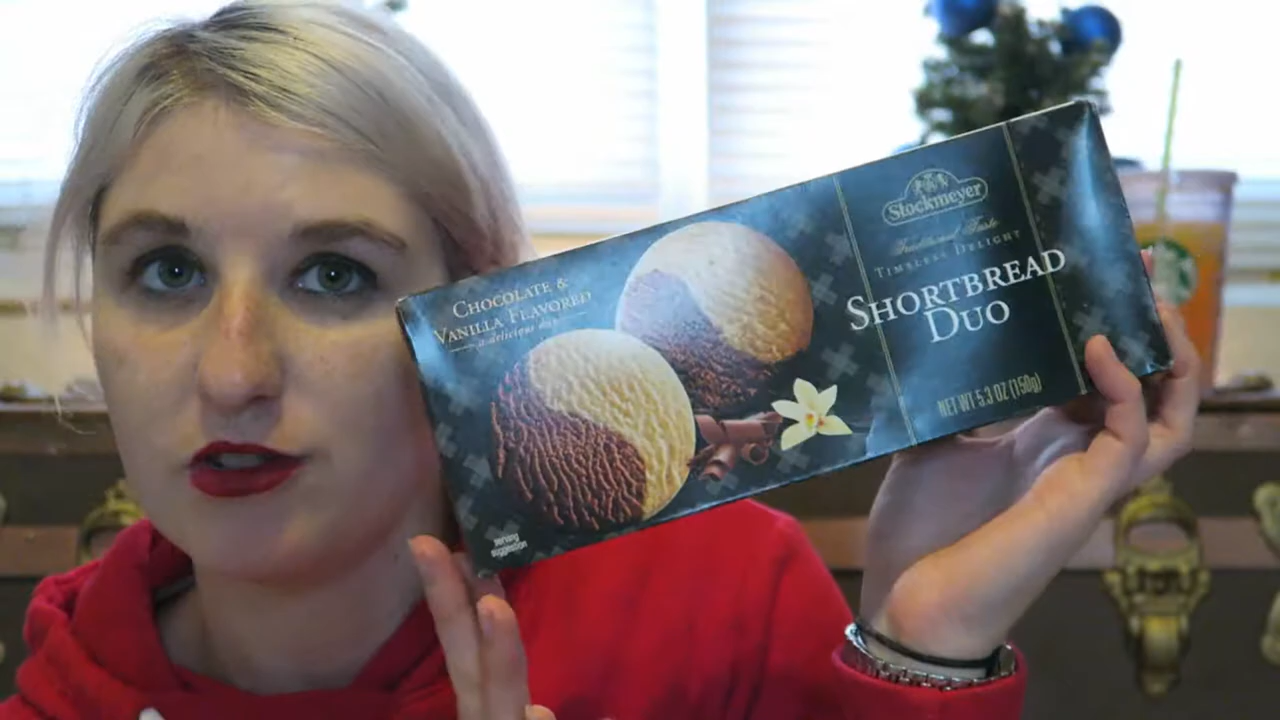 CHOCOLATE &
VANILLA FLAVORED
a delicious duo
serving
suggestion
Stockmeyer
Traditional Taste
TIMELESS DELIGHT
SHORTBREAD
DUO
NET WT 5.3 OZ (150g)